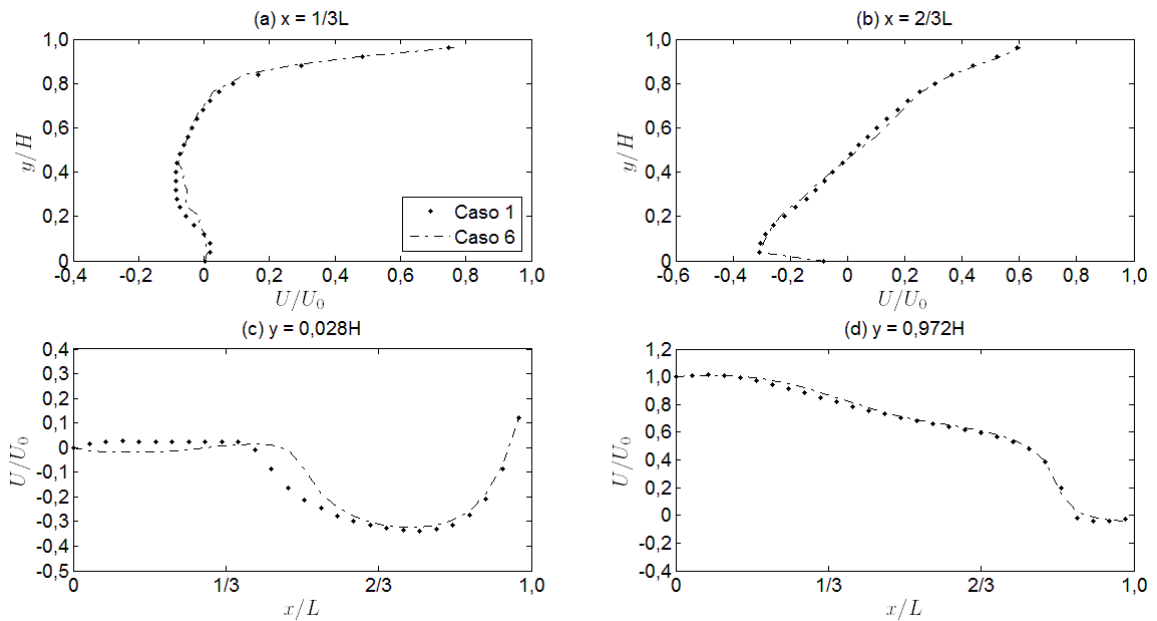 (a) x = 1/3L
1,0
0,8
0,6
0,4
0,2
0
y/H
-0,4 -0,2 0 0,2 0,4 0,6 0,8 1,0
U/U0
Caso 1
Caso 6
(b) x = 2/3L
1,0
0,8
0,6
0,4
0,2
0
y/H
-0,6 -0,4 -0,2 0 0,2 0,4 0,6 0,8 1,0
U/U0
(c) y = 0,028H
0,4
0,3
0,2
0,1
0
-0,1
-0,2
-0,3
-0,4
-0,5
U/U0
0 1/3 2/3 1,0
x/L
(d) y = 0,972H
1,2
1,0
0,8
0,6
0,4
0,2
0
-0,2
-0,4
U/U0
0 1/3 2/3 1,0
x/L